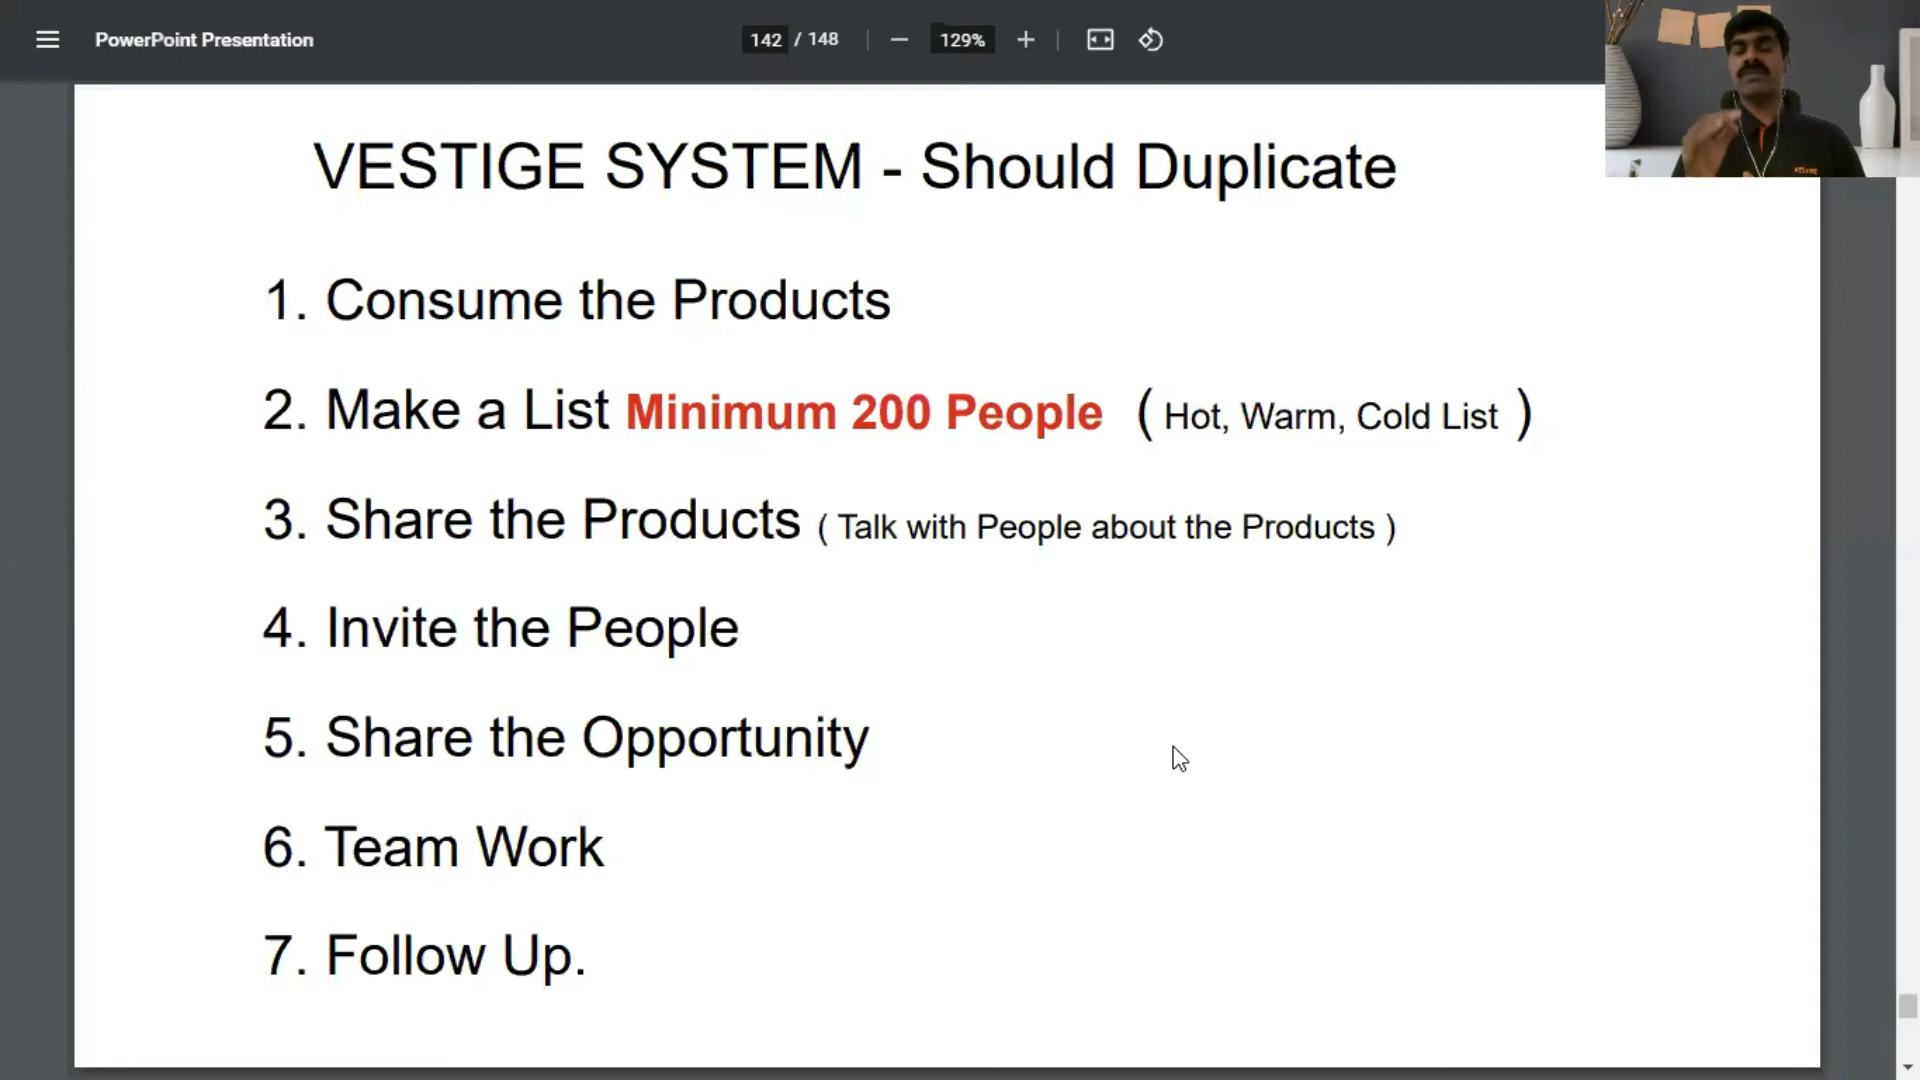 PowerPoint Presentation
142 / 148
129%
VESTIGE SYSTEM - Should Duplicate
1. Consume the Products
2. Make a List Minimum 200 People ( Hot, Warm, Cold List )
3. Share the Products ( Talk with People about the Products )
4. Invite the People
5. Share the Opportunity
6. Team Work
7. Follow Up.